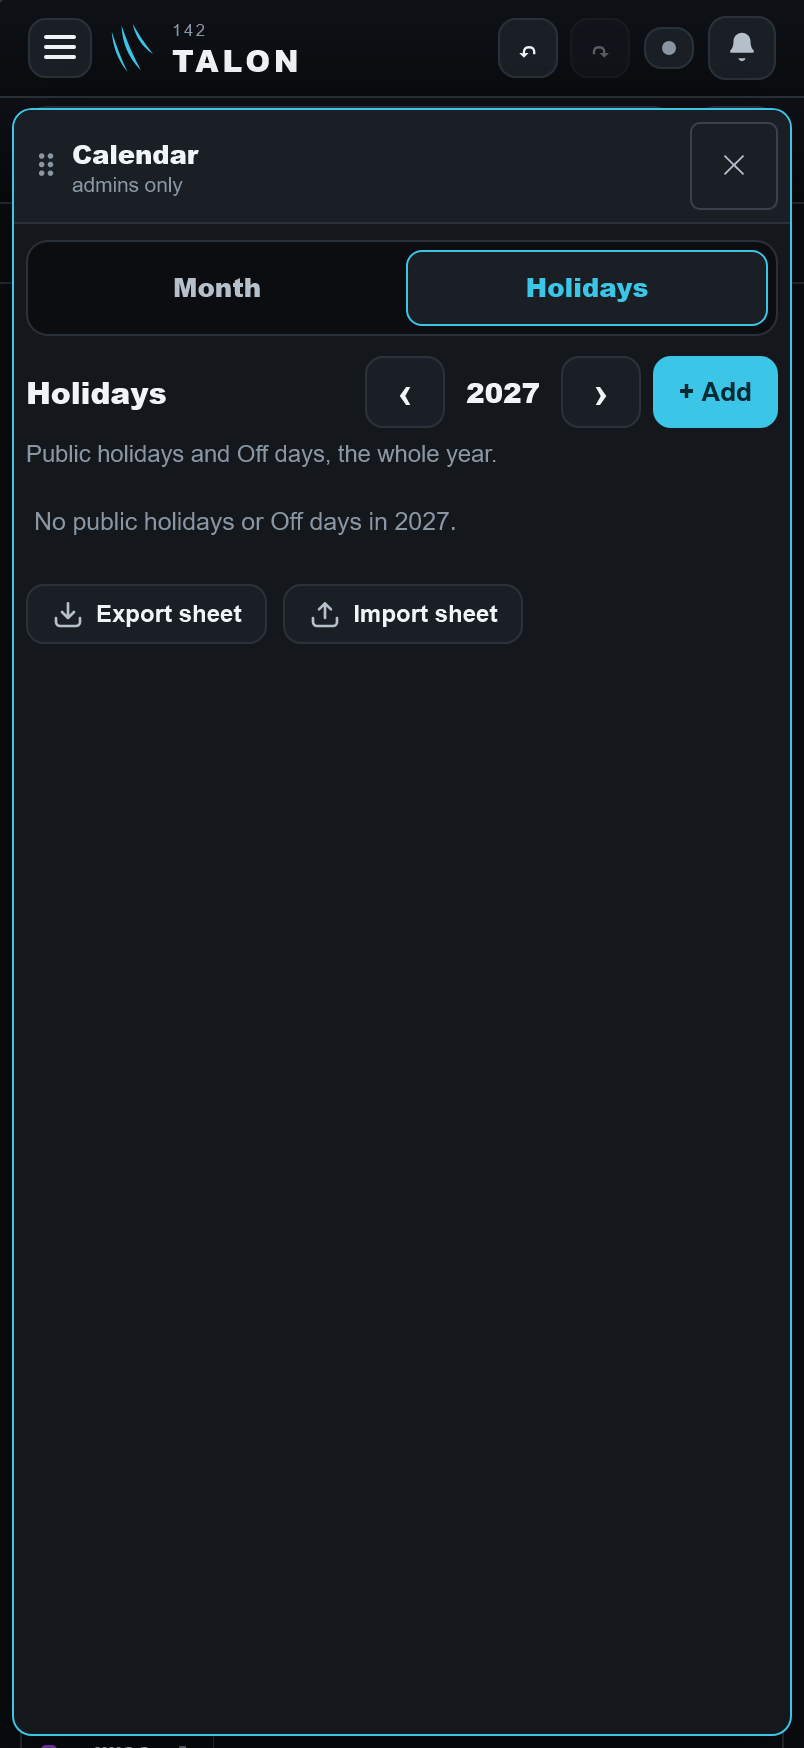 142
TALON
Calendar
admins only
Month
Holidays
Holidays
‹
2027
›
+ Add
Public holidays and Off days, the whole year.
No public holidays or Off days in 2027.
Export sheet
Import sheet